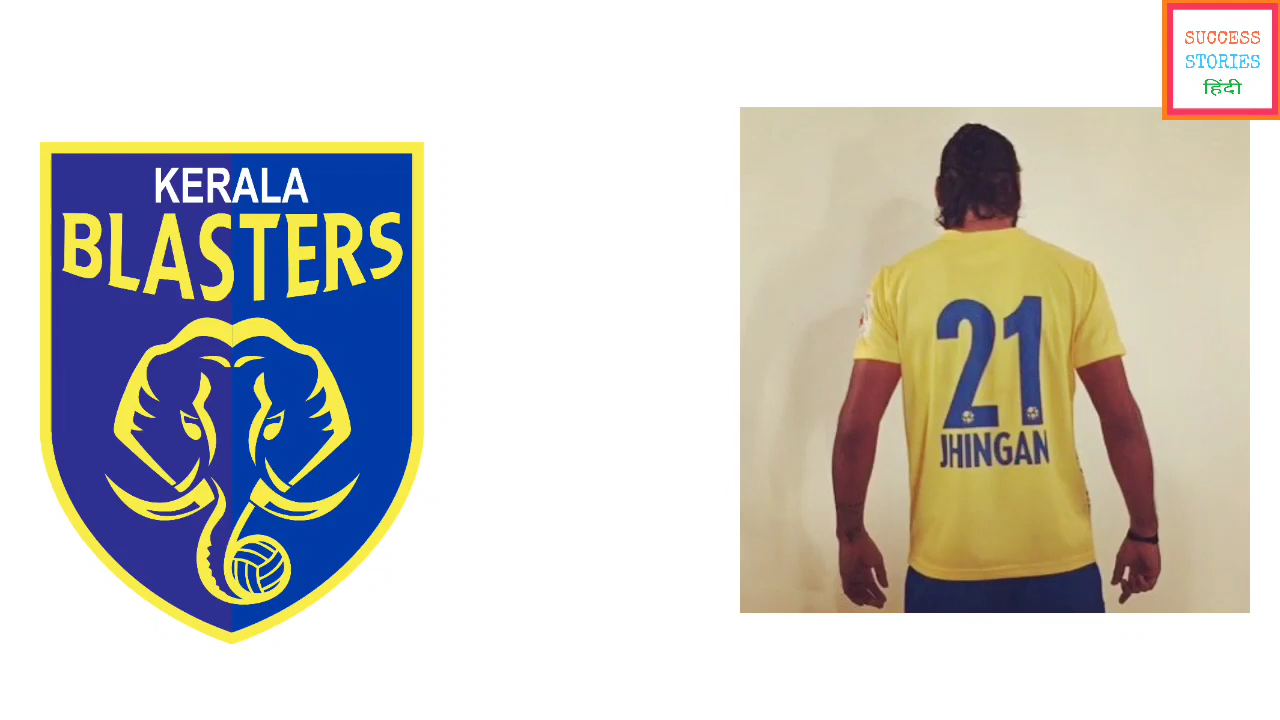 KERALA
BLASTERS
SUCCESS
STORIES
हिंदी
21
JHINGAN